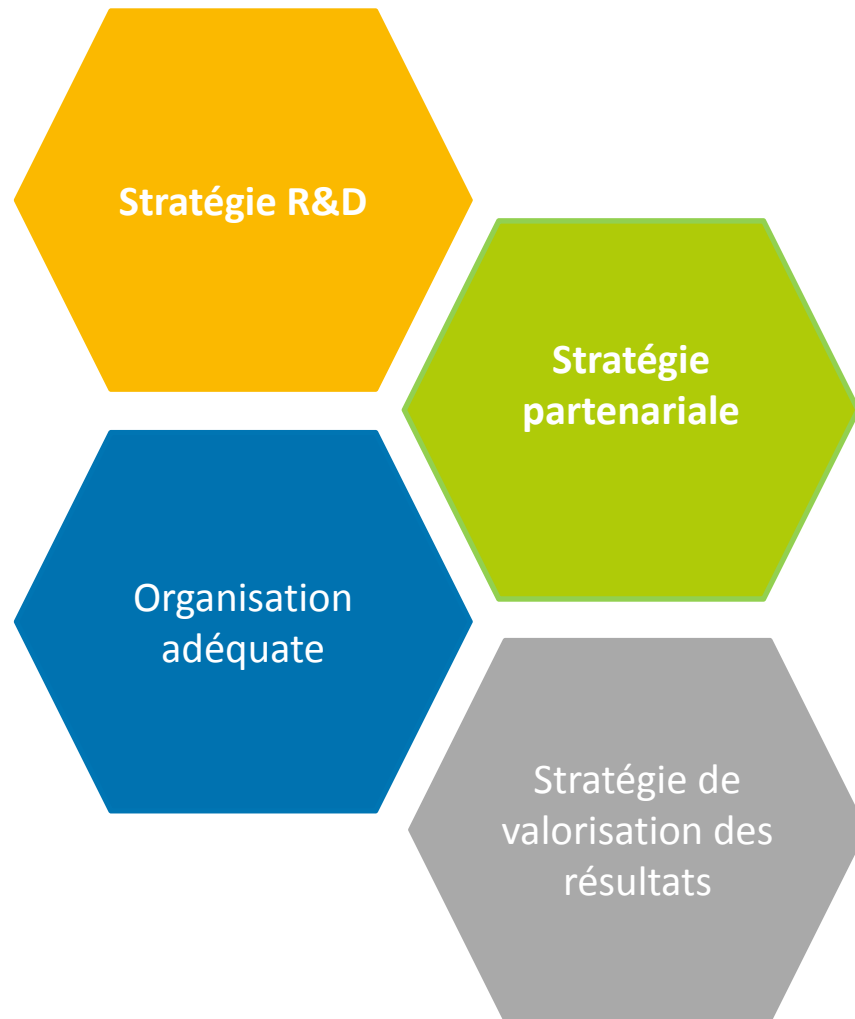 Stratégie R&D
Stratégie
partenariale
Organisation
adéquate
Stratégie de
valorisation des
résultats